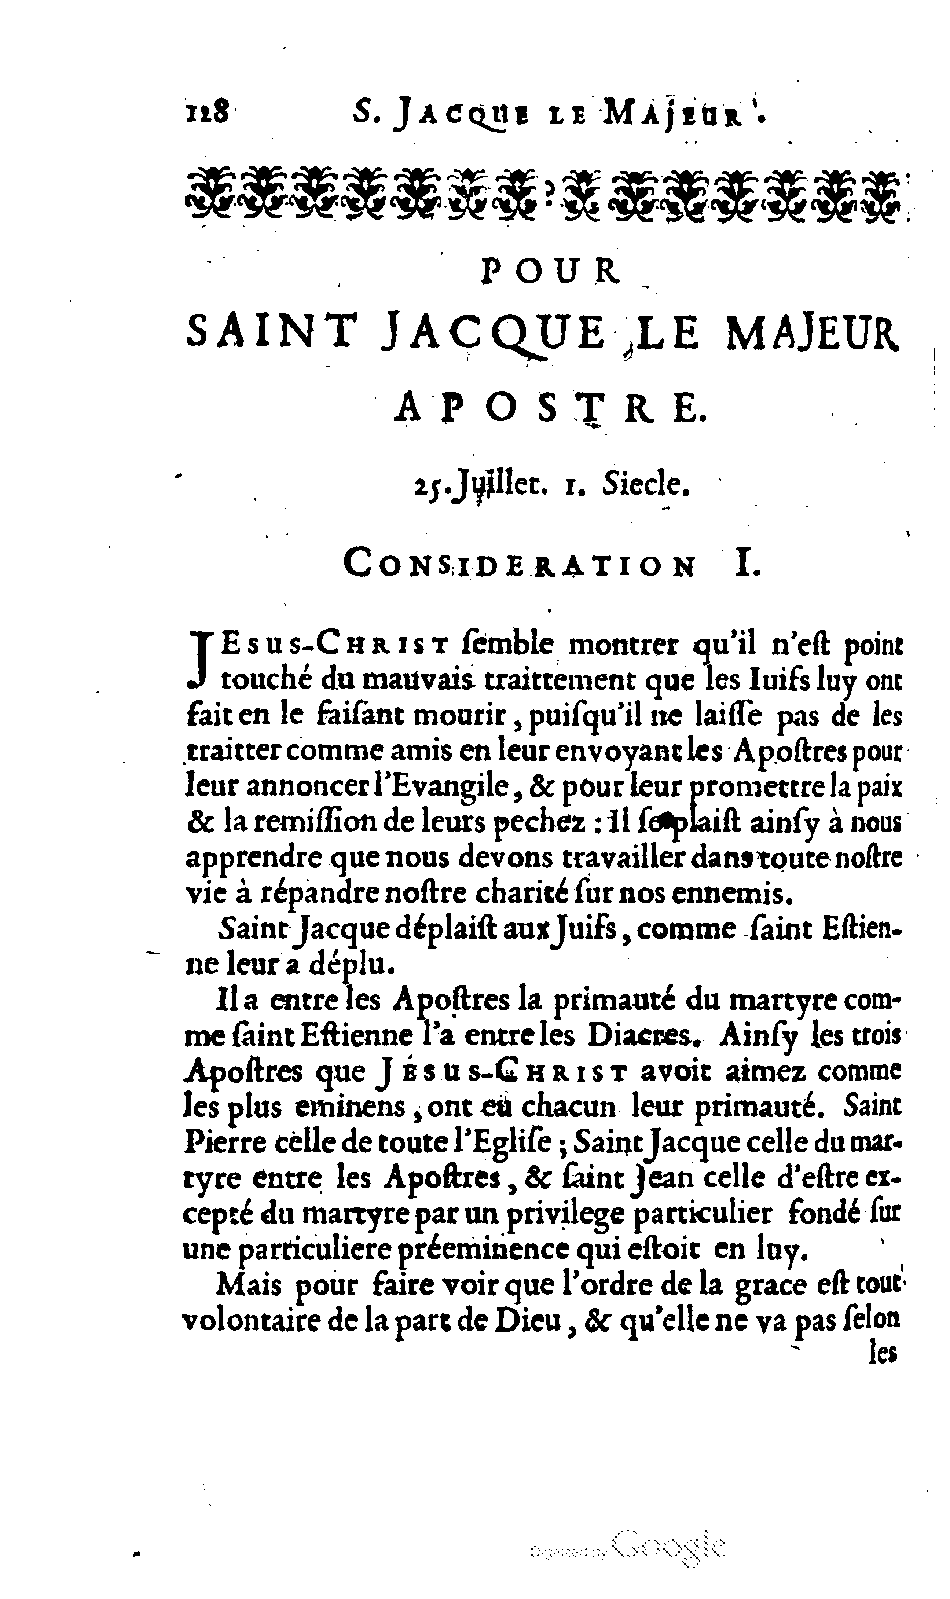 128 S. JACQUE LE MAJEUR.
POUR
SAINT JACQUE LE MAJEUR
APOSTRE.
25. Juillet. 1. Siecle.
CONSIDERATION I.
JESUS-CHRIST ſemble montrer qu'il n'eſt point
touché du mauvais traittement que les Iuifs luy ont
fait en le faiſant mourir, puiſqu'il ne laiſſe pas de les
traitter comme amis en leur envoyant les Apoſtres pour
leur annoncer l'Evangile, & pour leur promettre la paix
& la remiſſion de leurs pechez : Il ſe plaiſt ainſy à nous
apprendre que nous devons travailler dans toute noſtre
vie à répandre noſtre charité ſur nos ennemis.
Saint Jacque déplaiſt aux Juifs, comme ſaint Eſtien-
ne leur a déplu.
Il a entre les Apoſtres la primauté du martyre com-
me ſaint Eſtienne l'a entre les Diacres. Ainſy les trois
Apoſtres que JÉSUS-CHRIST avoit aimez comme
les plus eminens, ont eû chacun leur primauté. Saint
Pierre celle de toute l'Egliſe ; Saint Jacque celle du mar-
tyre entre les Apoſtres, & ſaint Jean celle d'eſtre ex-
cepté du martyre par un privilege particulier fondé ſur
une particuliere préeminence qui eſtoit en luy.
Mais pour faire voir que l'ordre de la grace eſt tout
volontaire de la part de Dieu, & qu'elle ne va pas ſelon
les
Digitized by Google